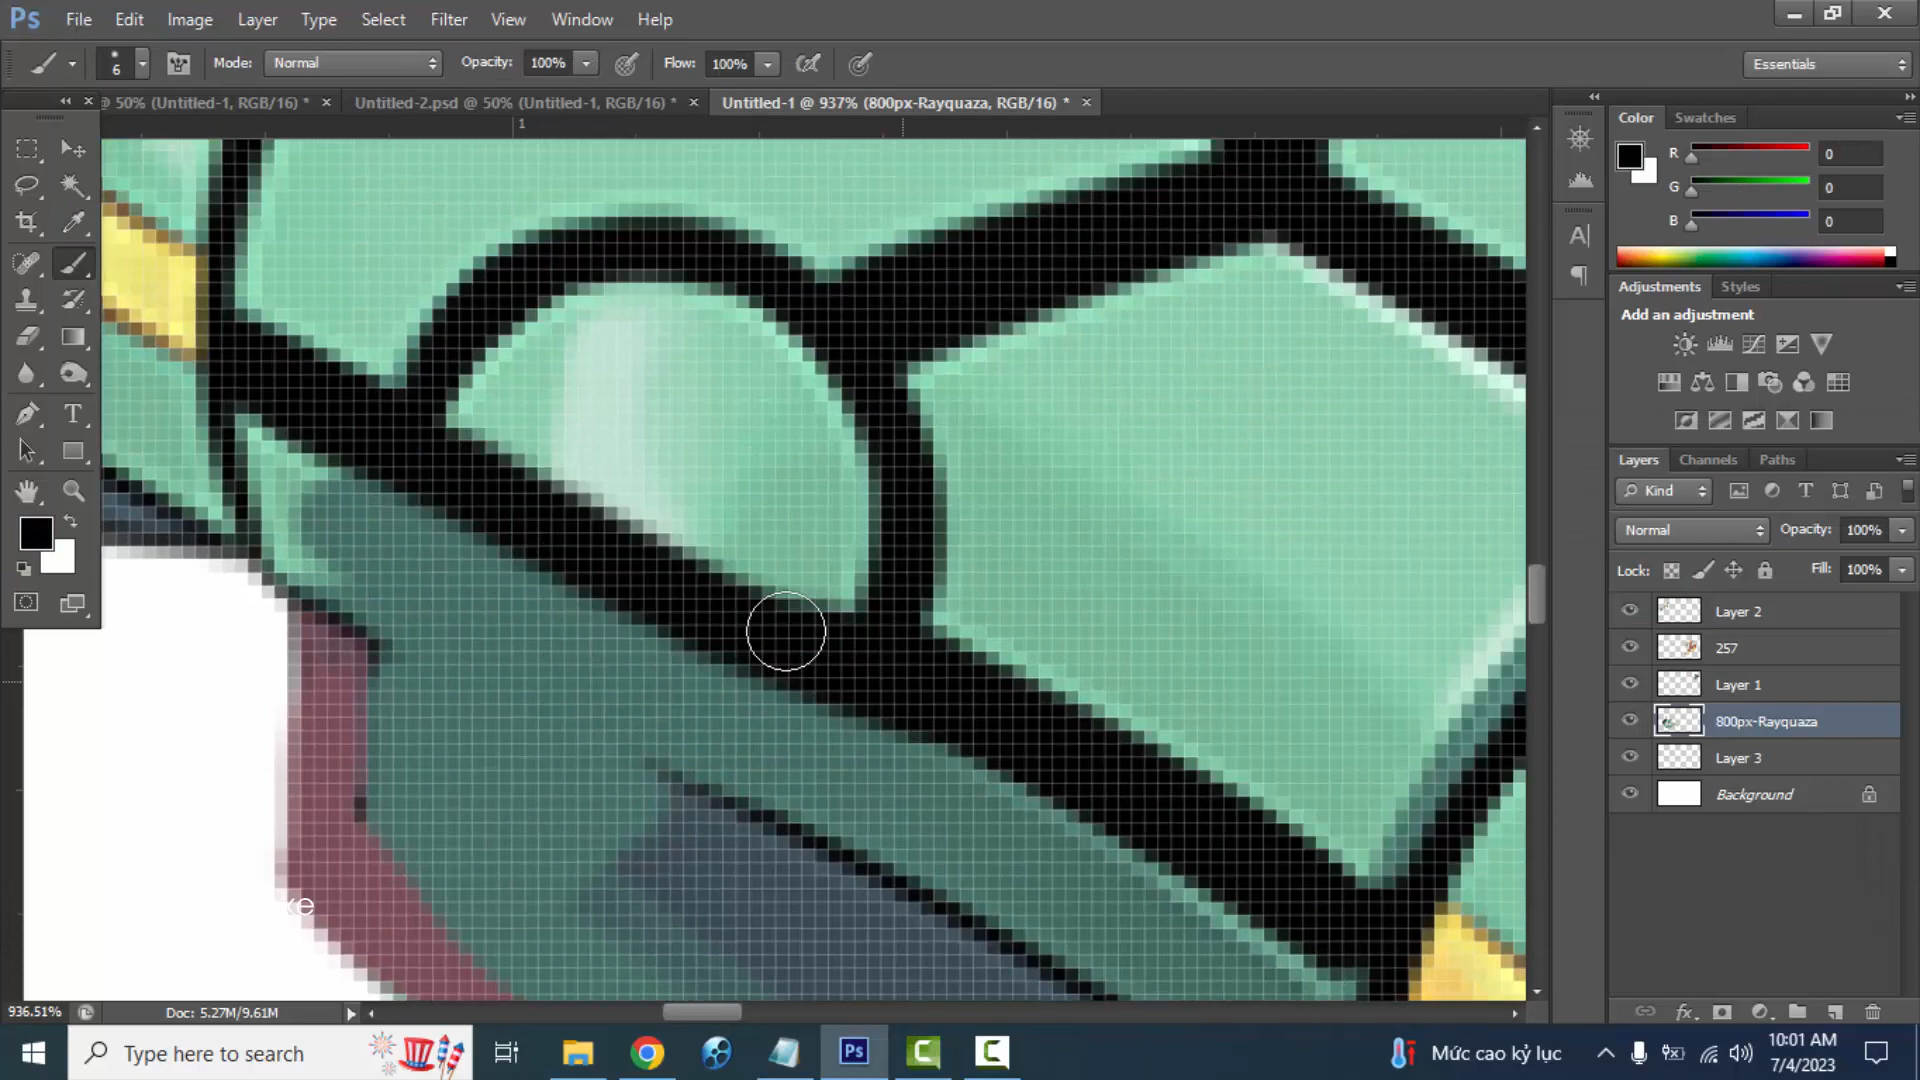 Ps File Edit Image Layer Type Select Filter View Window Help
6 Mode: Normal Opacity: 100% Flow: 100% Essentials
@ 50% (Untitled-1, RGB/16) * × Untitled-2.psd @ 50% (Untitled-1, RGB/16) * × Untitled-1 @ 937% (800px-Rayquaza, RGB/16) * ×
1
Color Swatches
R 0
G 0
B 0
Adjustments Styles
Add an adjustment
Layers Channels Paths
Kind
Normal Opacity: 100%
Lock: Fill: 100%
Layer 2
257
Layer 1
800px-Rayquaza
Layer 3
Background
xe
936.51% Doc: 5.27M/9.61M
Type here to search
Ps
Mức cao kỷ lục
10:01 AM
7/4/2023